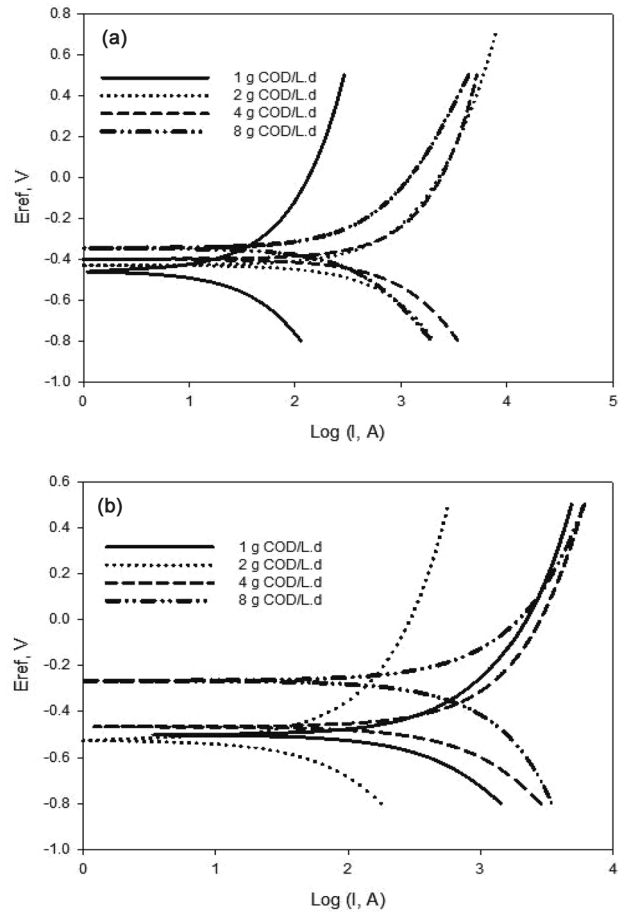 (a)
1 g COD/L.d
2 g COD/L.d
4 g COD/L.d
8 g COD/L.d
0.8
0.6
0.4
0.2
0.0
-0.2
-0.4
-0.6
-0.8
-1.0
Eref, V
0 1 2 3 4 5
Log (I, A)
(b)
1 g COD/L.d
2 g COD/L.d
4 g COD/L.d
8 g COD/L.d
0.6
0.4
0.2
0.0
-0.2
-0.4
-0.6
-0.8
-1.0
Eref, V
0 2 3 4
Log (I, A)